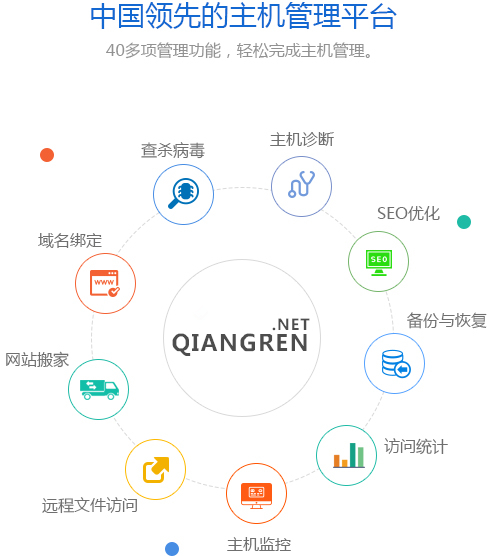 中国领先的主机管理平台
40多项管理功能，轻松完成主机管理。
主机诊断
查杀病毒
SEO优化
SEO
域名绑定
www
备份与恢复
.NET
QIANGREN
网站搬家
访问统计
远程文件访问
主机监控